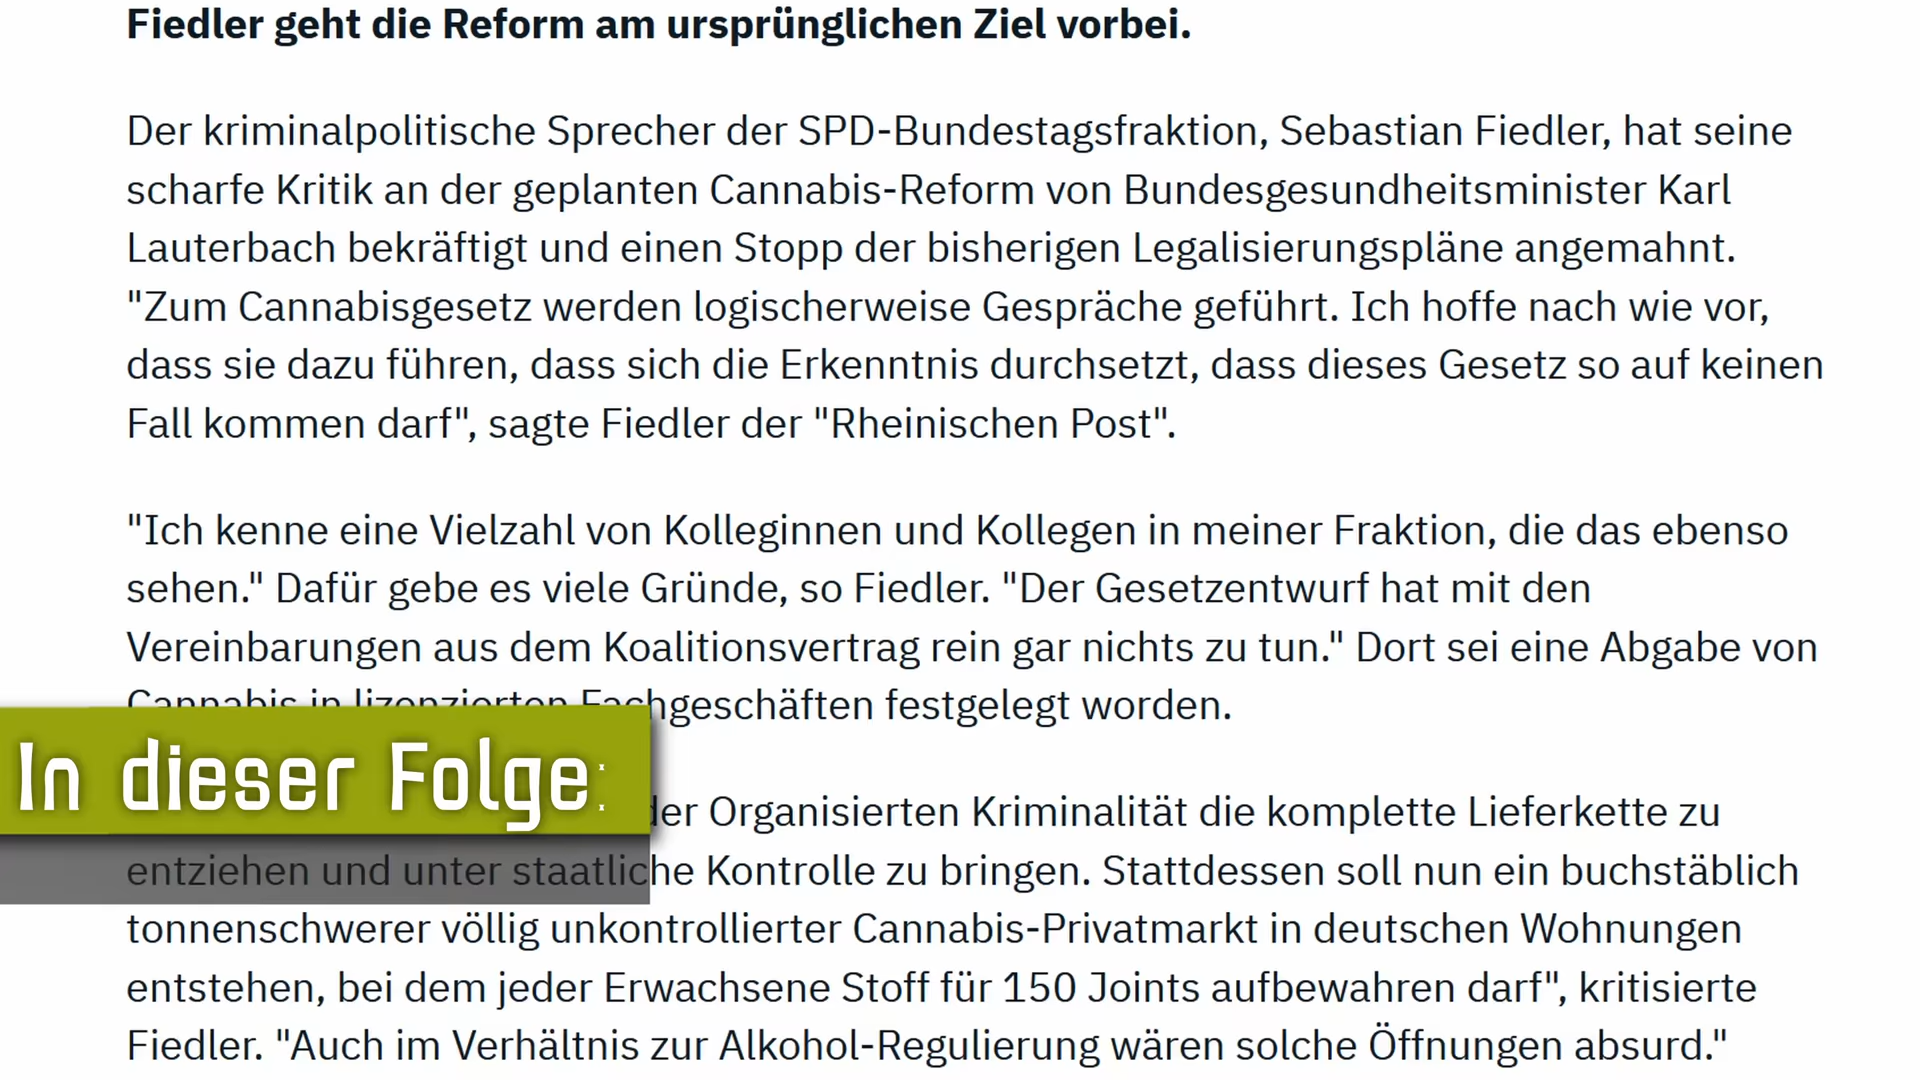 Fiedler geht die Reform am ursprünglichen Ziel vorbei.
Der kriminalpolitische Sprecher der SPD-Bundestagsfraktion, Sebastian Fiedler, hat seine
scharfe Kritik an der geplanten Cannabis-Reform von Bundesgesundheitsminister Karl
Lauterbach bekräftigt und einen Stopp der bisherigen Legalisierungspläne angemahnt.
"Zum Cannabisgesetz werden logischerweise Gespräche geführt. Ich hoffe nach wie vor,
dass sie dazu führen, dass sich die Erkenntnis durchsetzt, dass dieses Gesetz so auf keinen
Fall kommen darf", sagte Fiedler der "Rheinischen Post".
"Ich kenne eine Vielzahl von Kolleginnen und Kollegen in meiner Fraktion, die das ebenso
sehen." Dafür gebe es viele Gründe, so Fiedler. "Der Gesetzentwurf hat mit den
Vereinbarungen aus dem Koalitionsvertrag rein gar nichts zu tun." Dort sei eine Abgabe von
Cannabis in lizenzierten Fachgeschäften festgelegt worden.
In dieser Folge:
der Organisierten Kriminalität die komplette Lieferkette zu
entziehen und unter staatliche Kontrolle zu bringen. Stattdessen soll nun ein buchstäblich
tonnenschwerer völlig unkontrollierter Cannabis-Privatmarkt in deutschen Wohnungen
entstehen, bei dem jeder Erwachsene Stoff für 150 Joints aufbewahren darf", kritisierte
Fiedler. "Auch im Verhältnis zur Alkohol-Regulierung wären solche Öffnungen absurd."